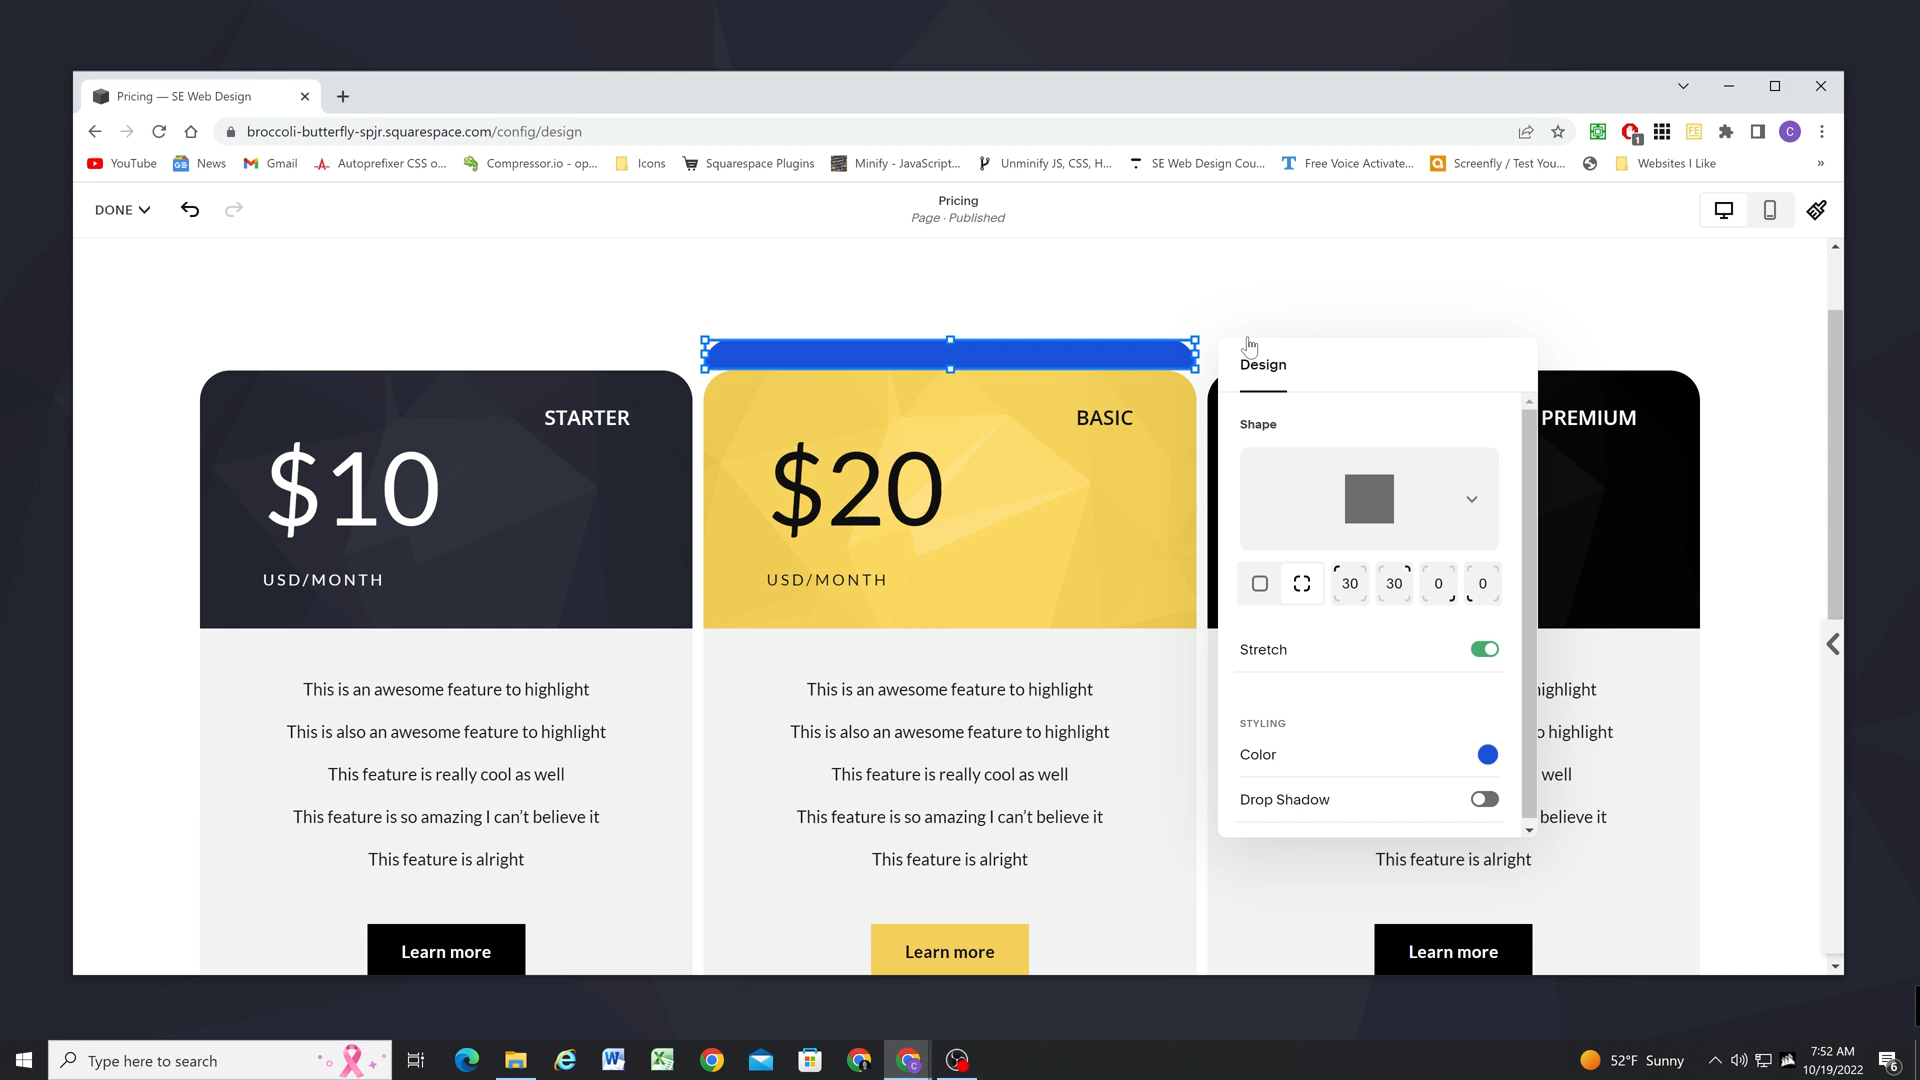 Pricing — SE Web Design
broccoli-butterfly-spjr.squarespace.com/config/design
1
FE
C
YouTube
GE
News
Gmail
Autoprefixer CSS o...
Compressor.io - op...
Icons
Squarespace Plugins
Minify - JavaScript...
Unminify JS, CSS, H...
SE Web Design Cou...
Free Voice Activate...
Screenfly / Test You...
Websites I Like
»
DONE
Pricing
Page · Published
STARTER
$10
USD/MONTH
This is an awesome feature to highlight
This is also an awesome feature to highlight
This feature is really cool as well
This feature is so amazing I can't believe it
This feature is alright
Learn more
BASIC
$20
USD/MONTH
This is an awesome feature to highlight
This is also an awesome feature to highlight
This feature is really cool as well
This feature is so amazing I can't believe it
This feature is alright
Learn more
Design
Shape
30 30 0 0
Stretch
STYLING
Color
Drop Shadow
PREMIUM
highlight
highlight
well
believe it
This feature is alright
Learn more
Type here to search
52°F Sunny
7:52 AM
10/19/2022
6